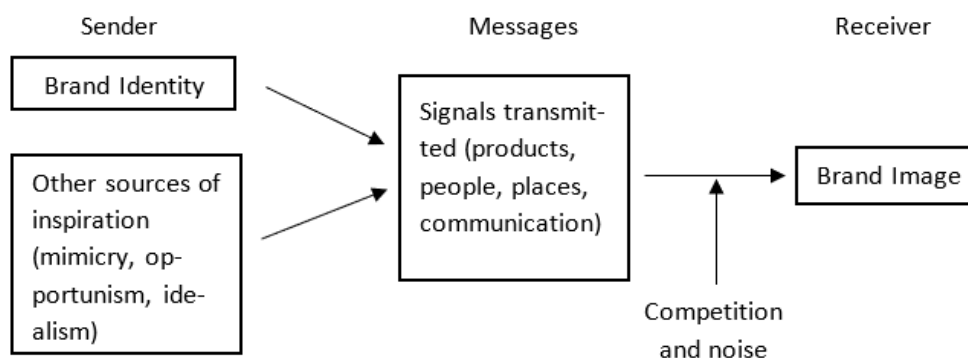 Sender
Messages
Receiver
Brand Identity
Other sources of
inspiration
(mimicry, op-
portunism, ide-
alism)
Signals transmit-
ted (products,
people, places,
communication)
Brand Image
Competition
and noise